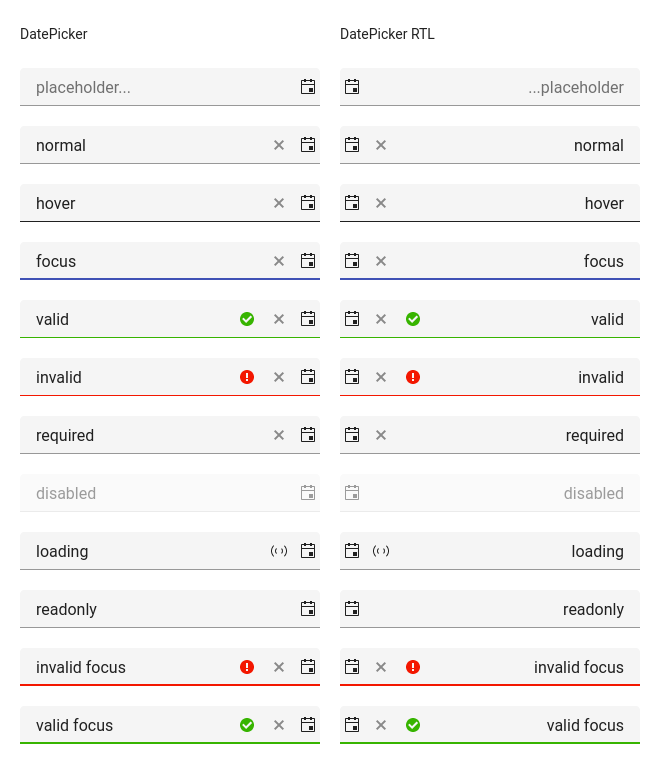 DatePicker
DatePicker RTL
placeholder...
...placeholder
normal
normal
hover
hover
focus
focus
valid
valid
invalid
invalid
required
required
disabled
disabled
loading
loading
readonly
readonly
invalid focus
invalid focus
valid focus
valid focus